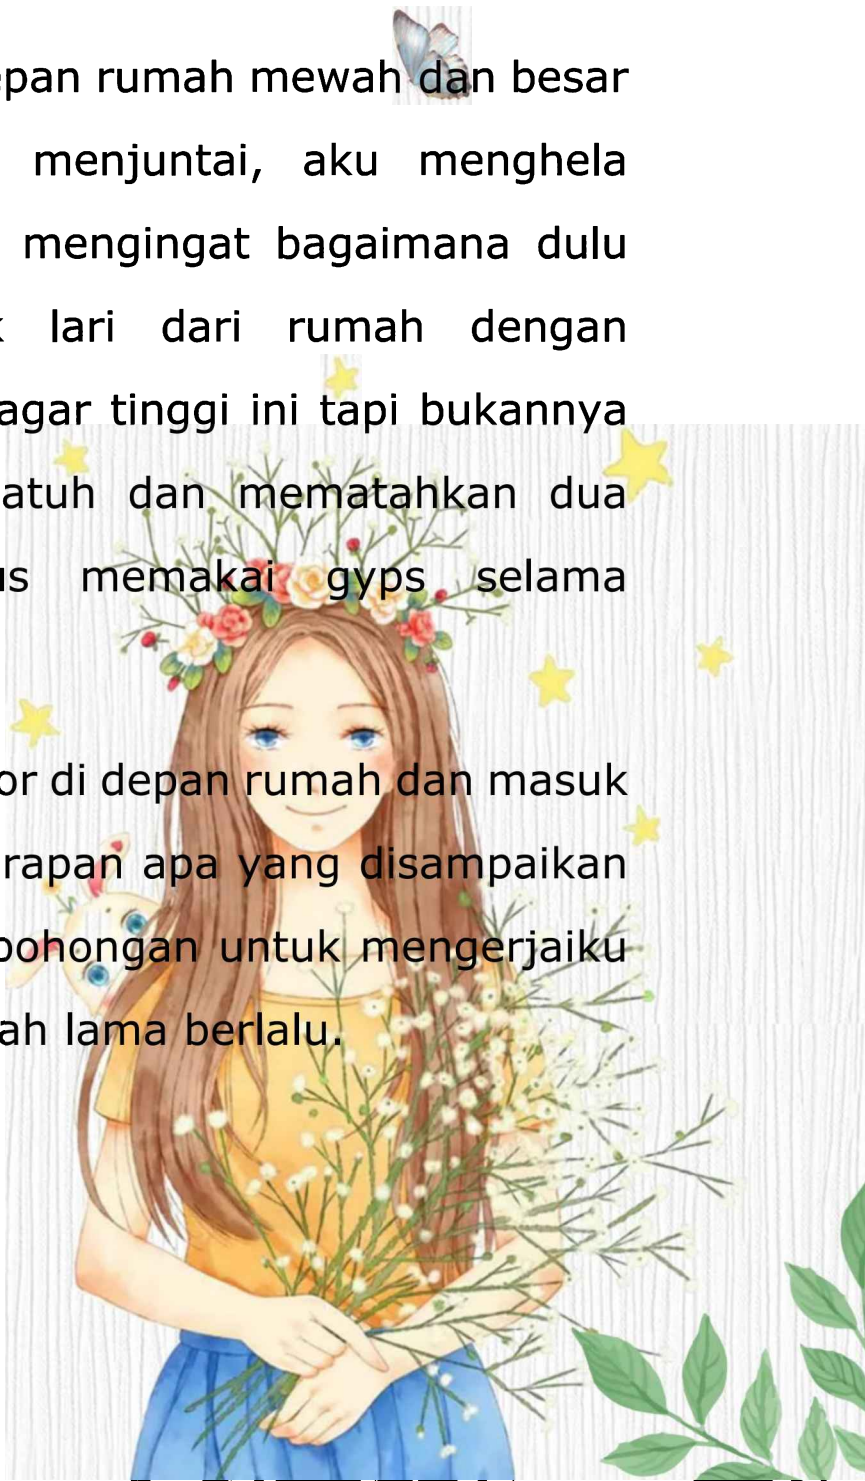 epan rumah mewah dan besar
menjuntai, aku menghela
mengingat bagaimana dulu
lari dari rumah dengan
agar tinggi ini tapi bukannya
atuh dan mematahkan dua
us memakai gyps selama
or di depan rumah dan masuk
rapan apa yang disampaikan
bohongan untuk mengerjaiku
ah lama berlalu.